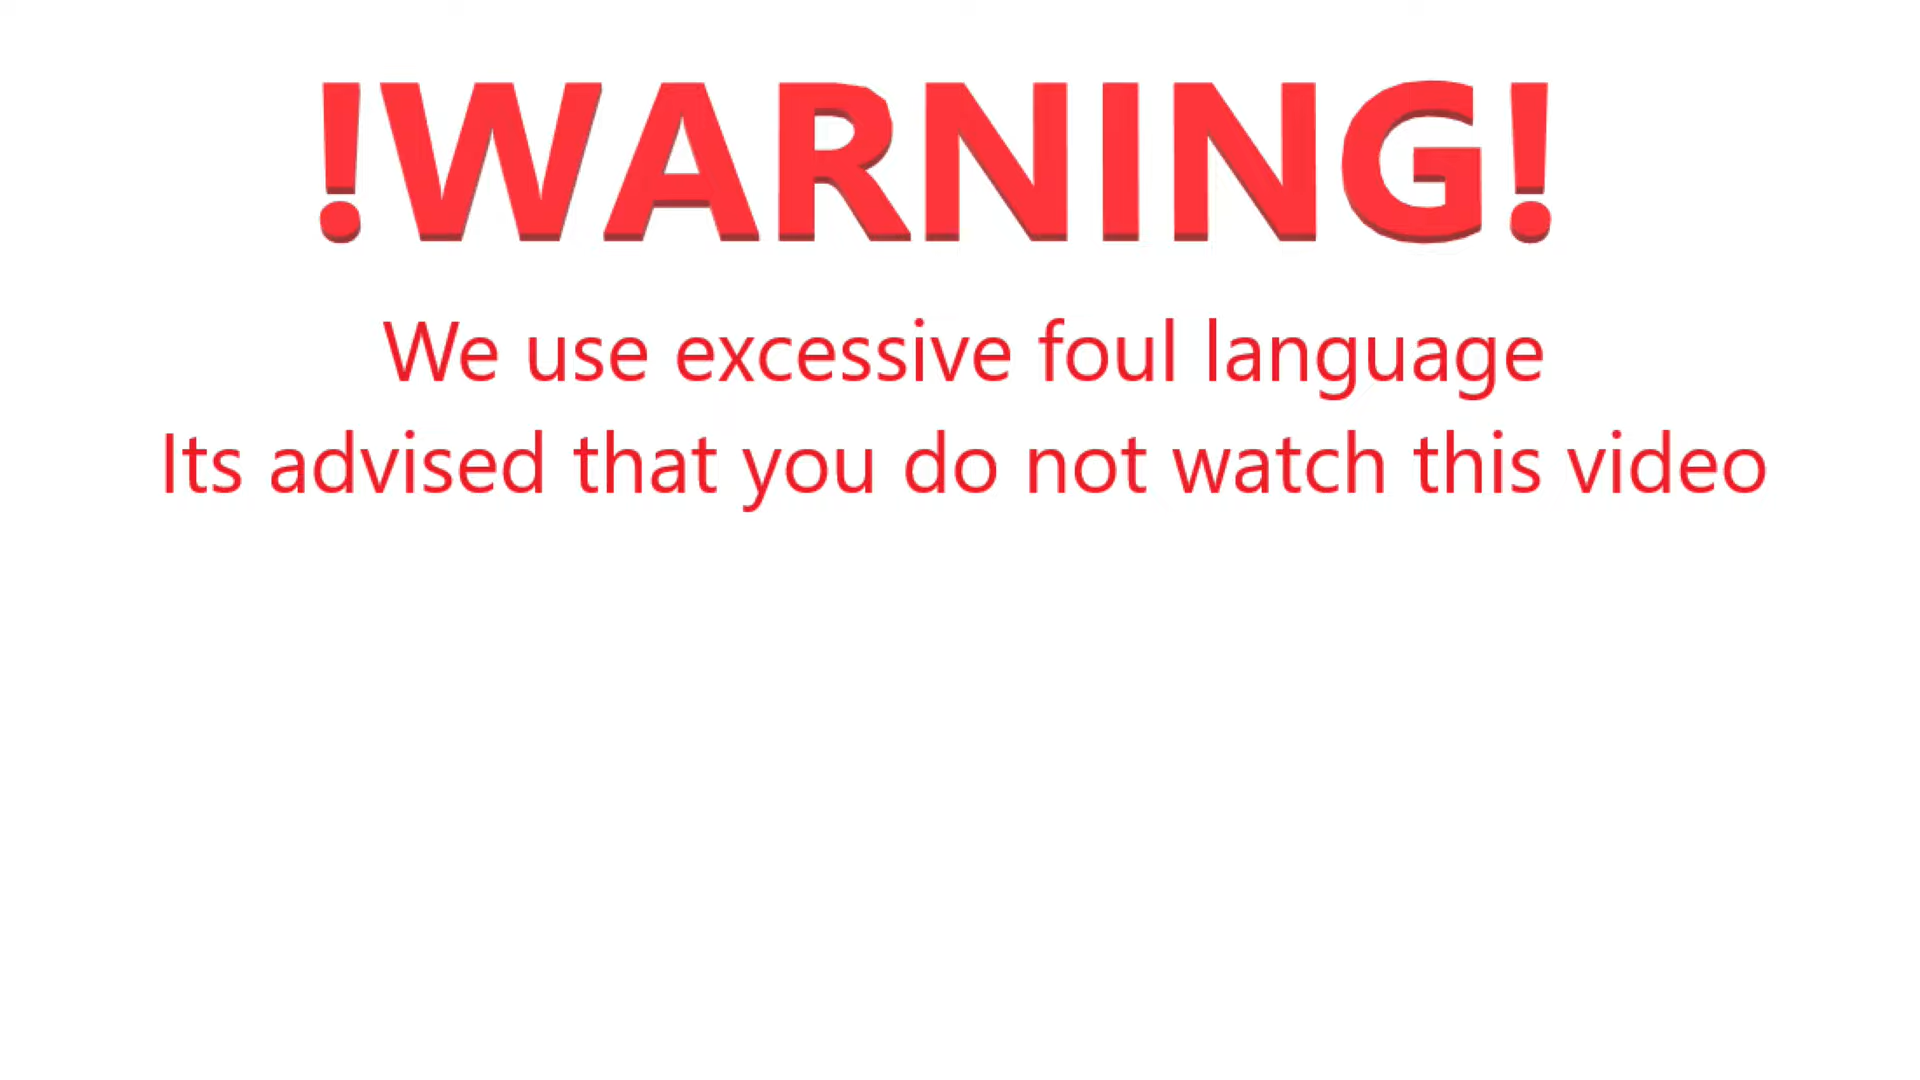 !WARNING!
We use excessive foul language
Its advised that you do not watch this video